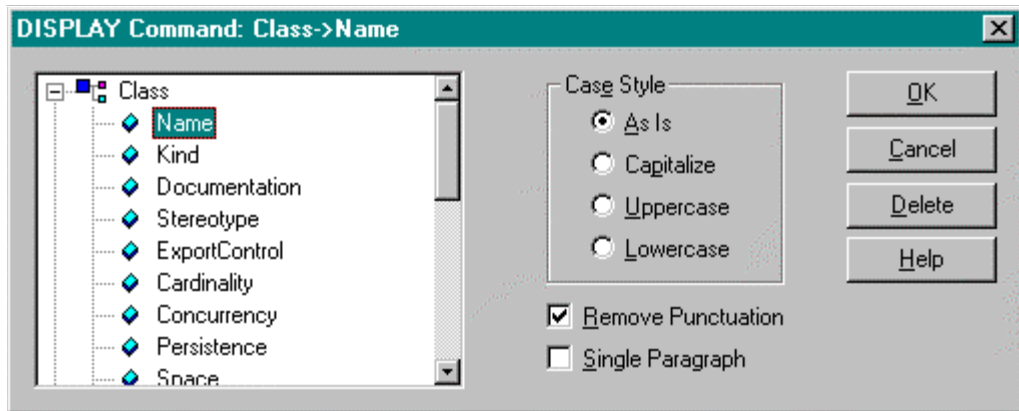 DISPLAY Command: Class->Name
Class
Name
Kind
Documentation
Stereotype
ExportControl
Cardinality
Concurrency
Persistence
Space
Case Style
As Is
Capitalize
Uppercase
Lowercase
Remove Punctuation
Single Paragraph
OK
Cancel
Delete
Help